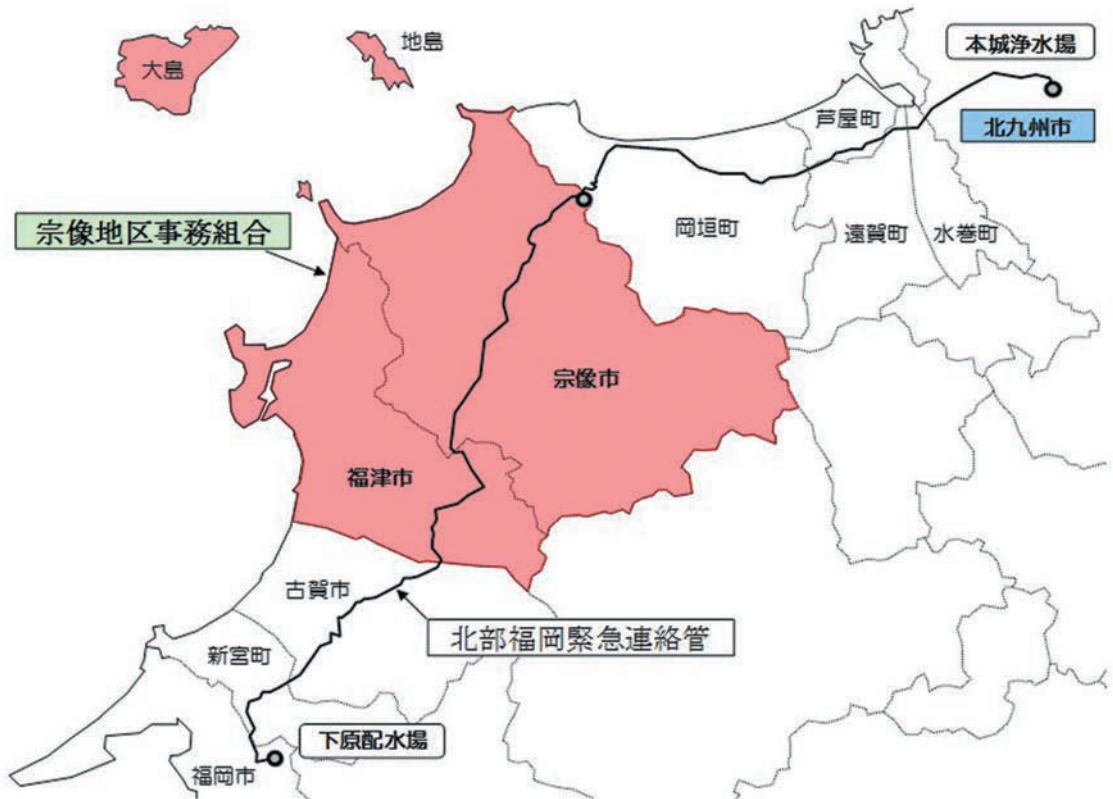 大島
地島
本城浄水場
芦屋町
北九州市
宗像地区事務組合
岡垣町
遠賀町
水巻町
宗像市
福津市
古賀市
北部福岡緊急連絡管
新宮町
下原配水場
福岡市